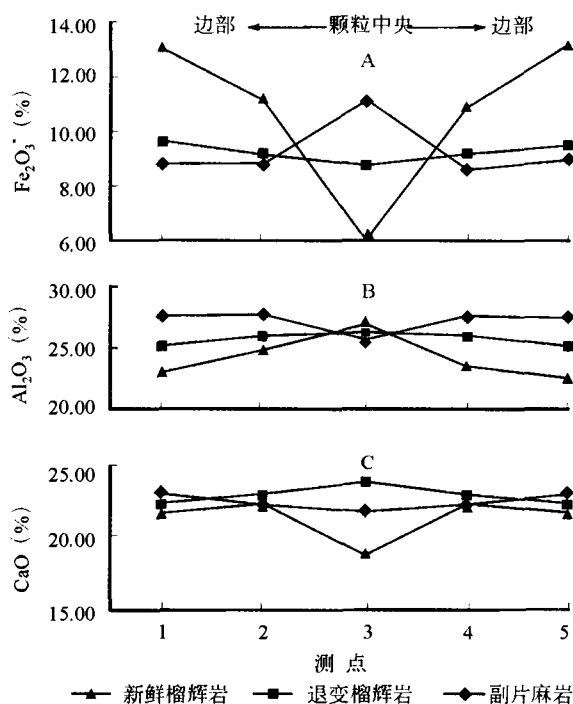 边部 ← 颗粒中央 → 边部
A
14.00
12.00
10.00
8.00
6.00
Fe₂O₃* (%)
B
30.00
25.00
20.00
Al₂O₃ (%)
C
25.00
20.00
15.00
CaO (%)
1 2 3 4 5
测 点
新鲜榴辉岩 退变榴辉岩 副片麻岩